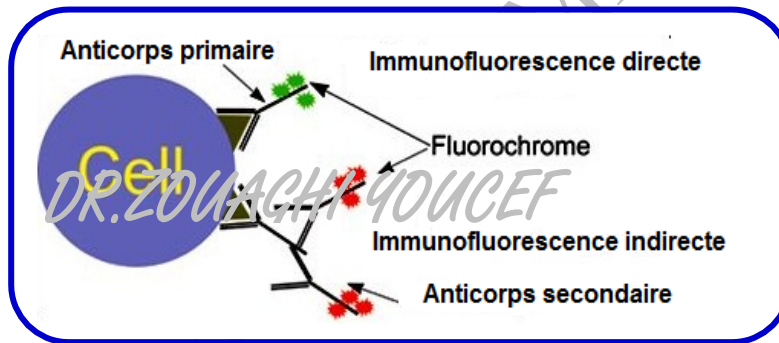 Anticorps primaire
Immunofluorescence directe
Fluorochrome
Cell
DR.ZOUAGHI YOUCEF
Immunofluorescence indirecte
Anticorps secondaire